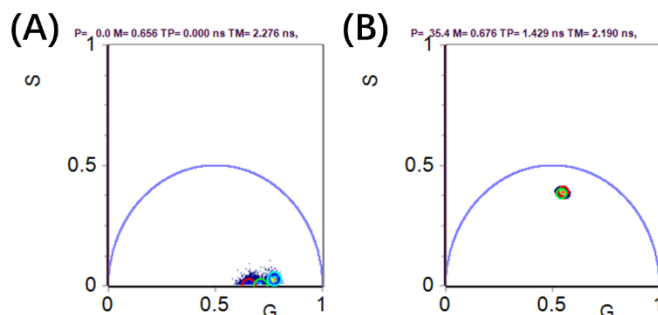 (A)
P= 0.0 M= 0.656 TP= 0.000 ns TM= 2.276 ns,
1
S
0.5
0
0
0.5
1
G
(B)
P= 35.4 M= 0.676 TP= 1.429 ns TM= 2.190 ns,
1
S
0.5
0
0
0.5
1
G